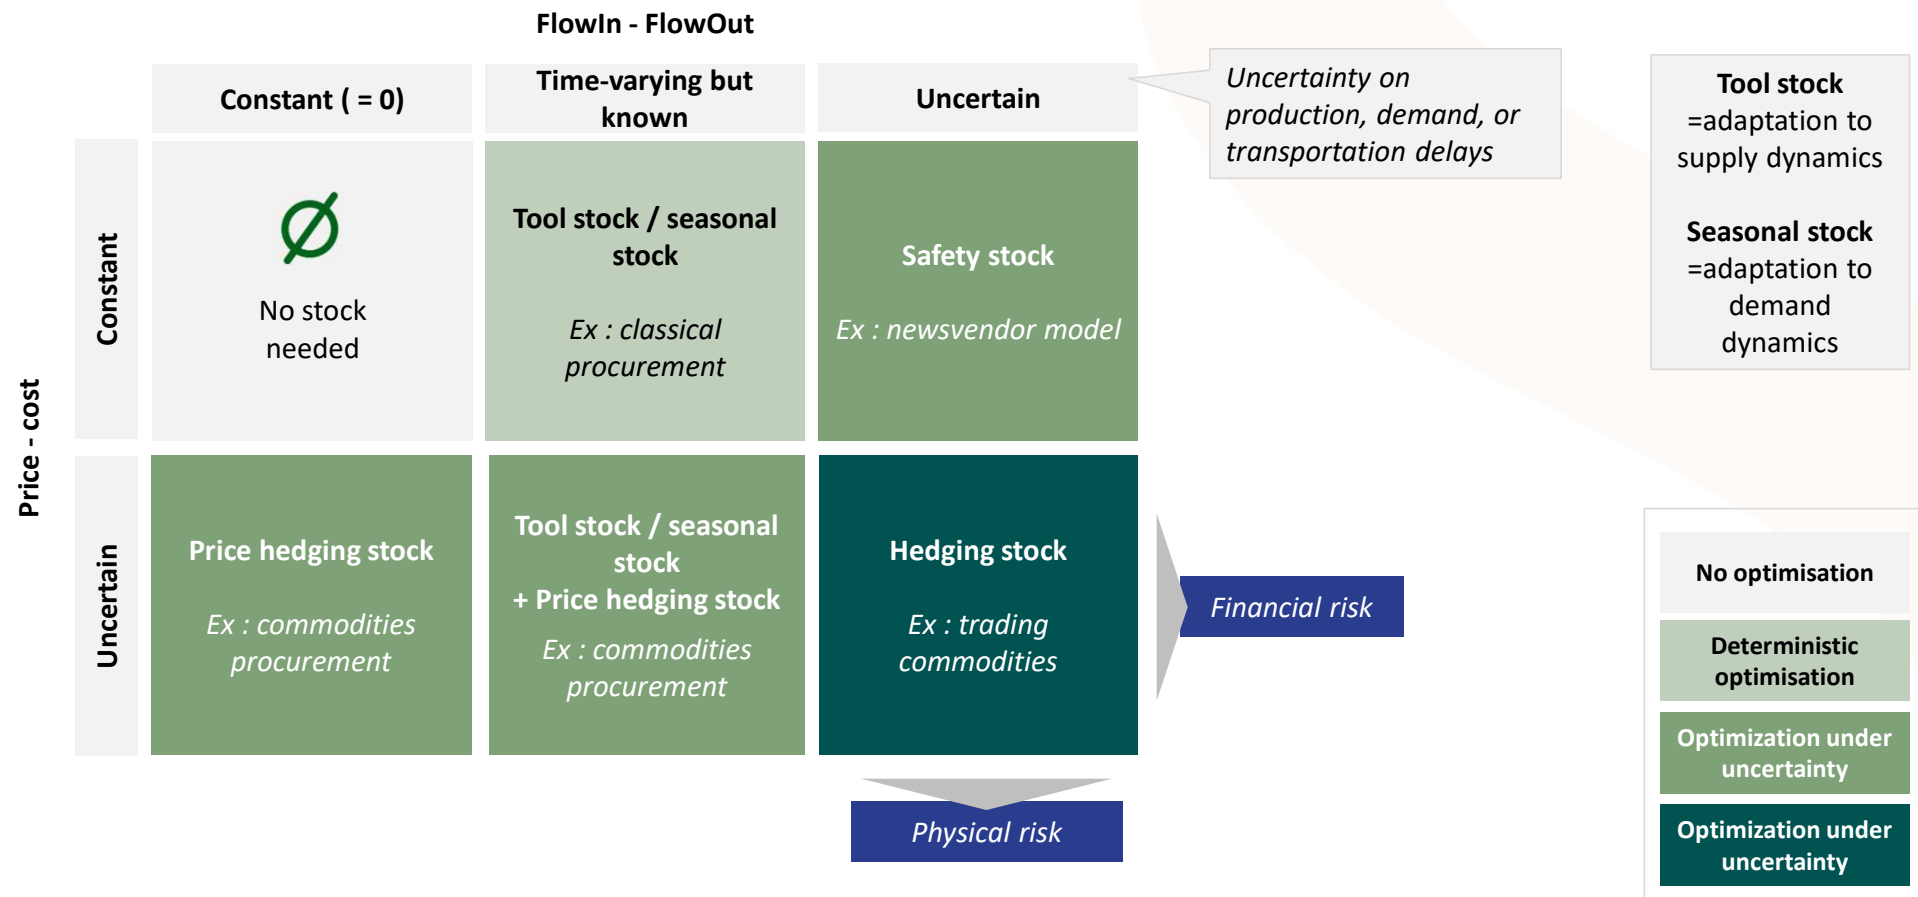 FlowIn - FlowOut
Constant ( = 0)
Time-varying but
known
Uncertain
Uncertainty on
production, demand, or
transportation delays
Tool stock
=adaptation to
supply dynamics
Seasonal stock
=adaptation to
demand
dynamics
Price - cost
Constant
No stock
needed
Tool stock / seasonal
stock
Ex : classical
procurement
Safety stock
Ex : newsvendor model
Uncertain
Price hedging stock
Ex : commodities
procurement
Tool stock / seasonal
stock
+ Price hedging stock
Ex : commodities
procurement
Hedging stock
Ex : trading
commodities
Financial risk
Physical risk
No optimisation
Deterministic
optimisation
Optimization under
uncertainty
Optimization under
uncertainty